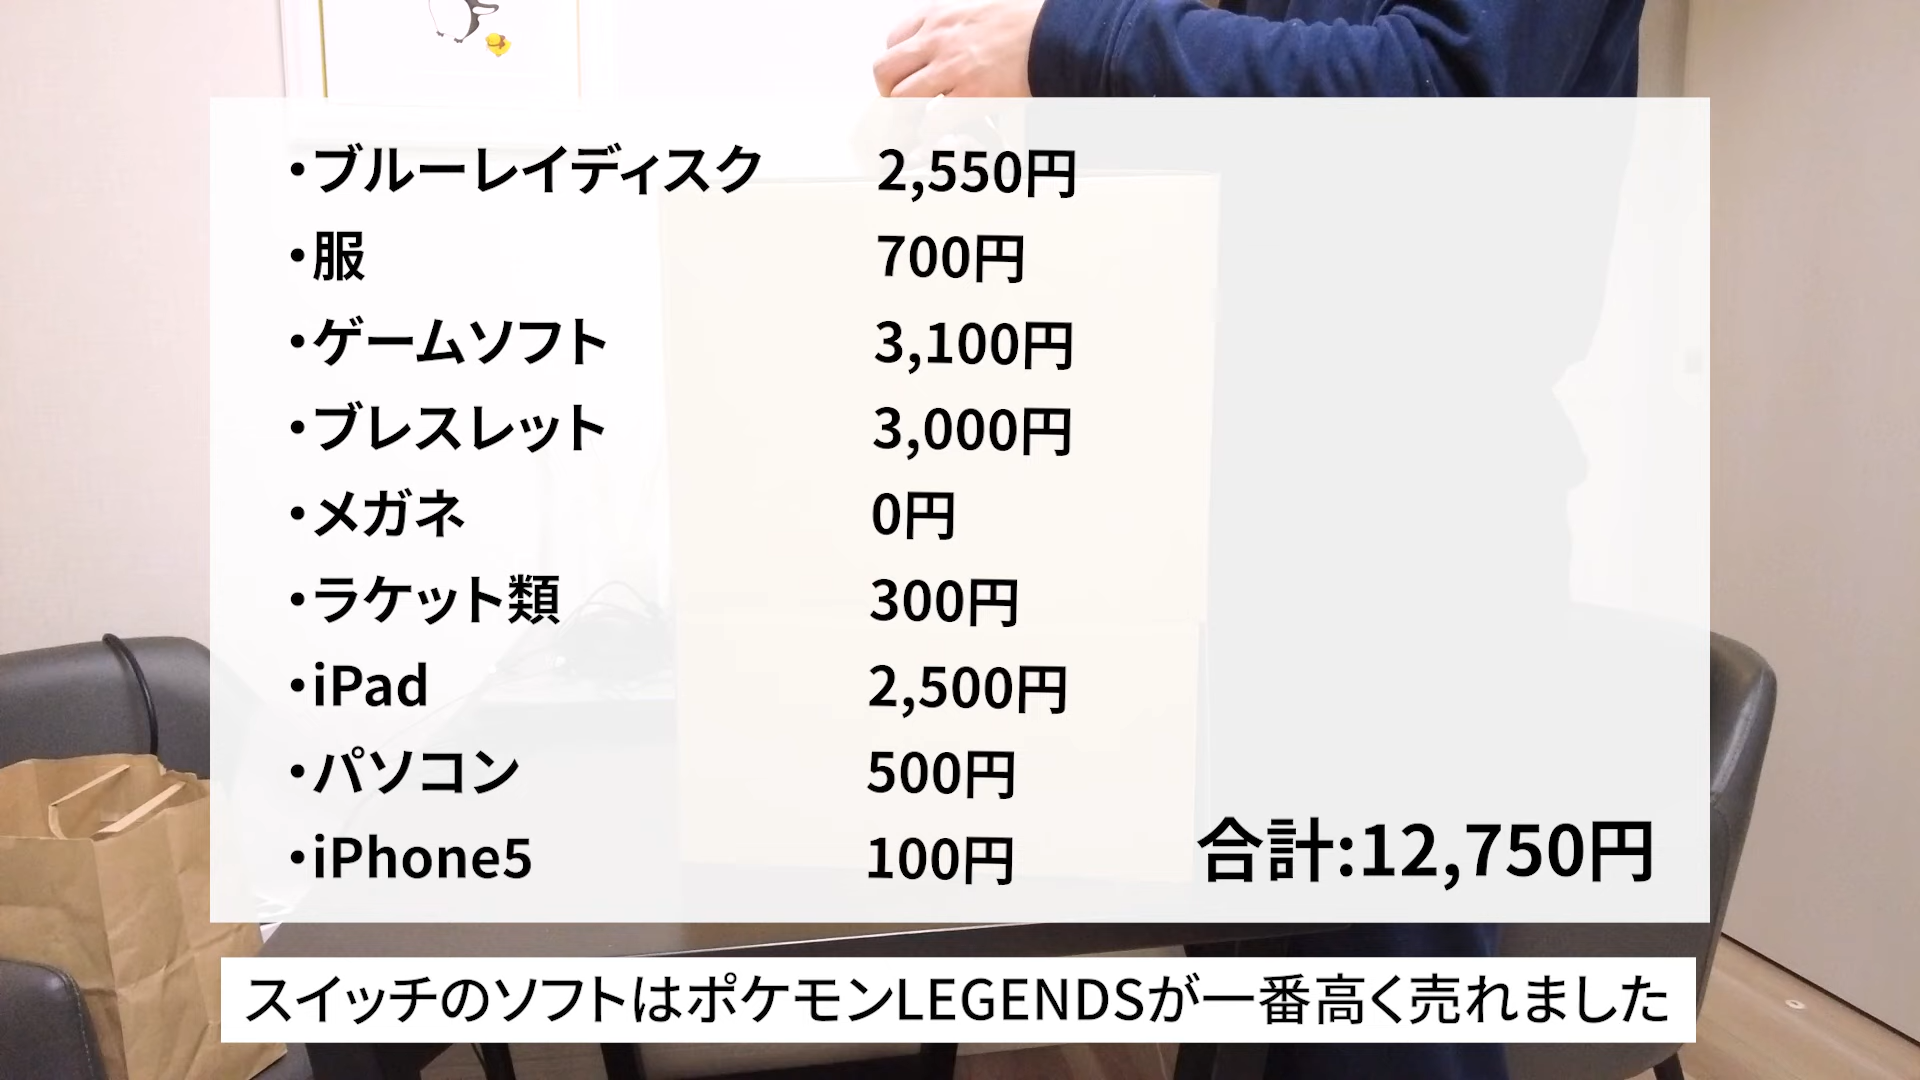 ・ブルーレイディスク 2,550円
・服 700円
・ゲームソフト 3,100円
・ブレスレット 3,000円
・メガネ 0円
・ラケット類 300円
・iPad 2,500円
・パソコン 500円
・iPhone5 100円
合計:12,750円
スイッチのソフトはポケモンLEGENDSが一番高く売れました